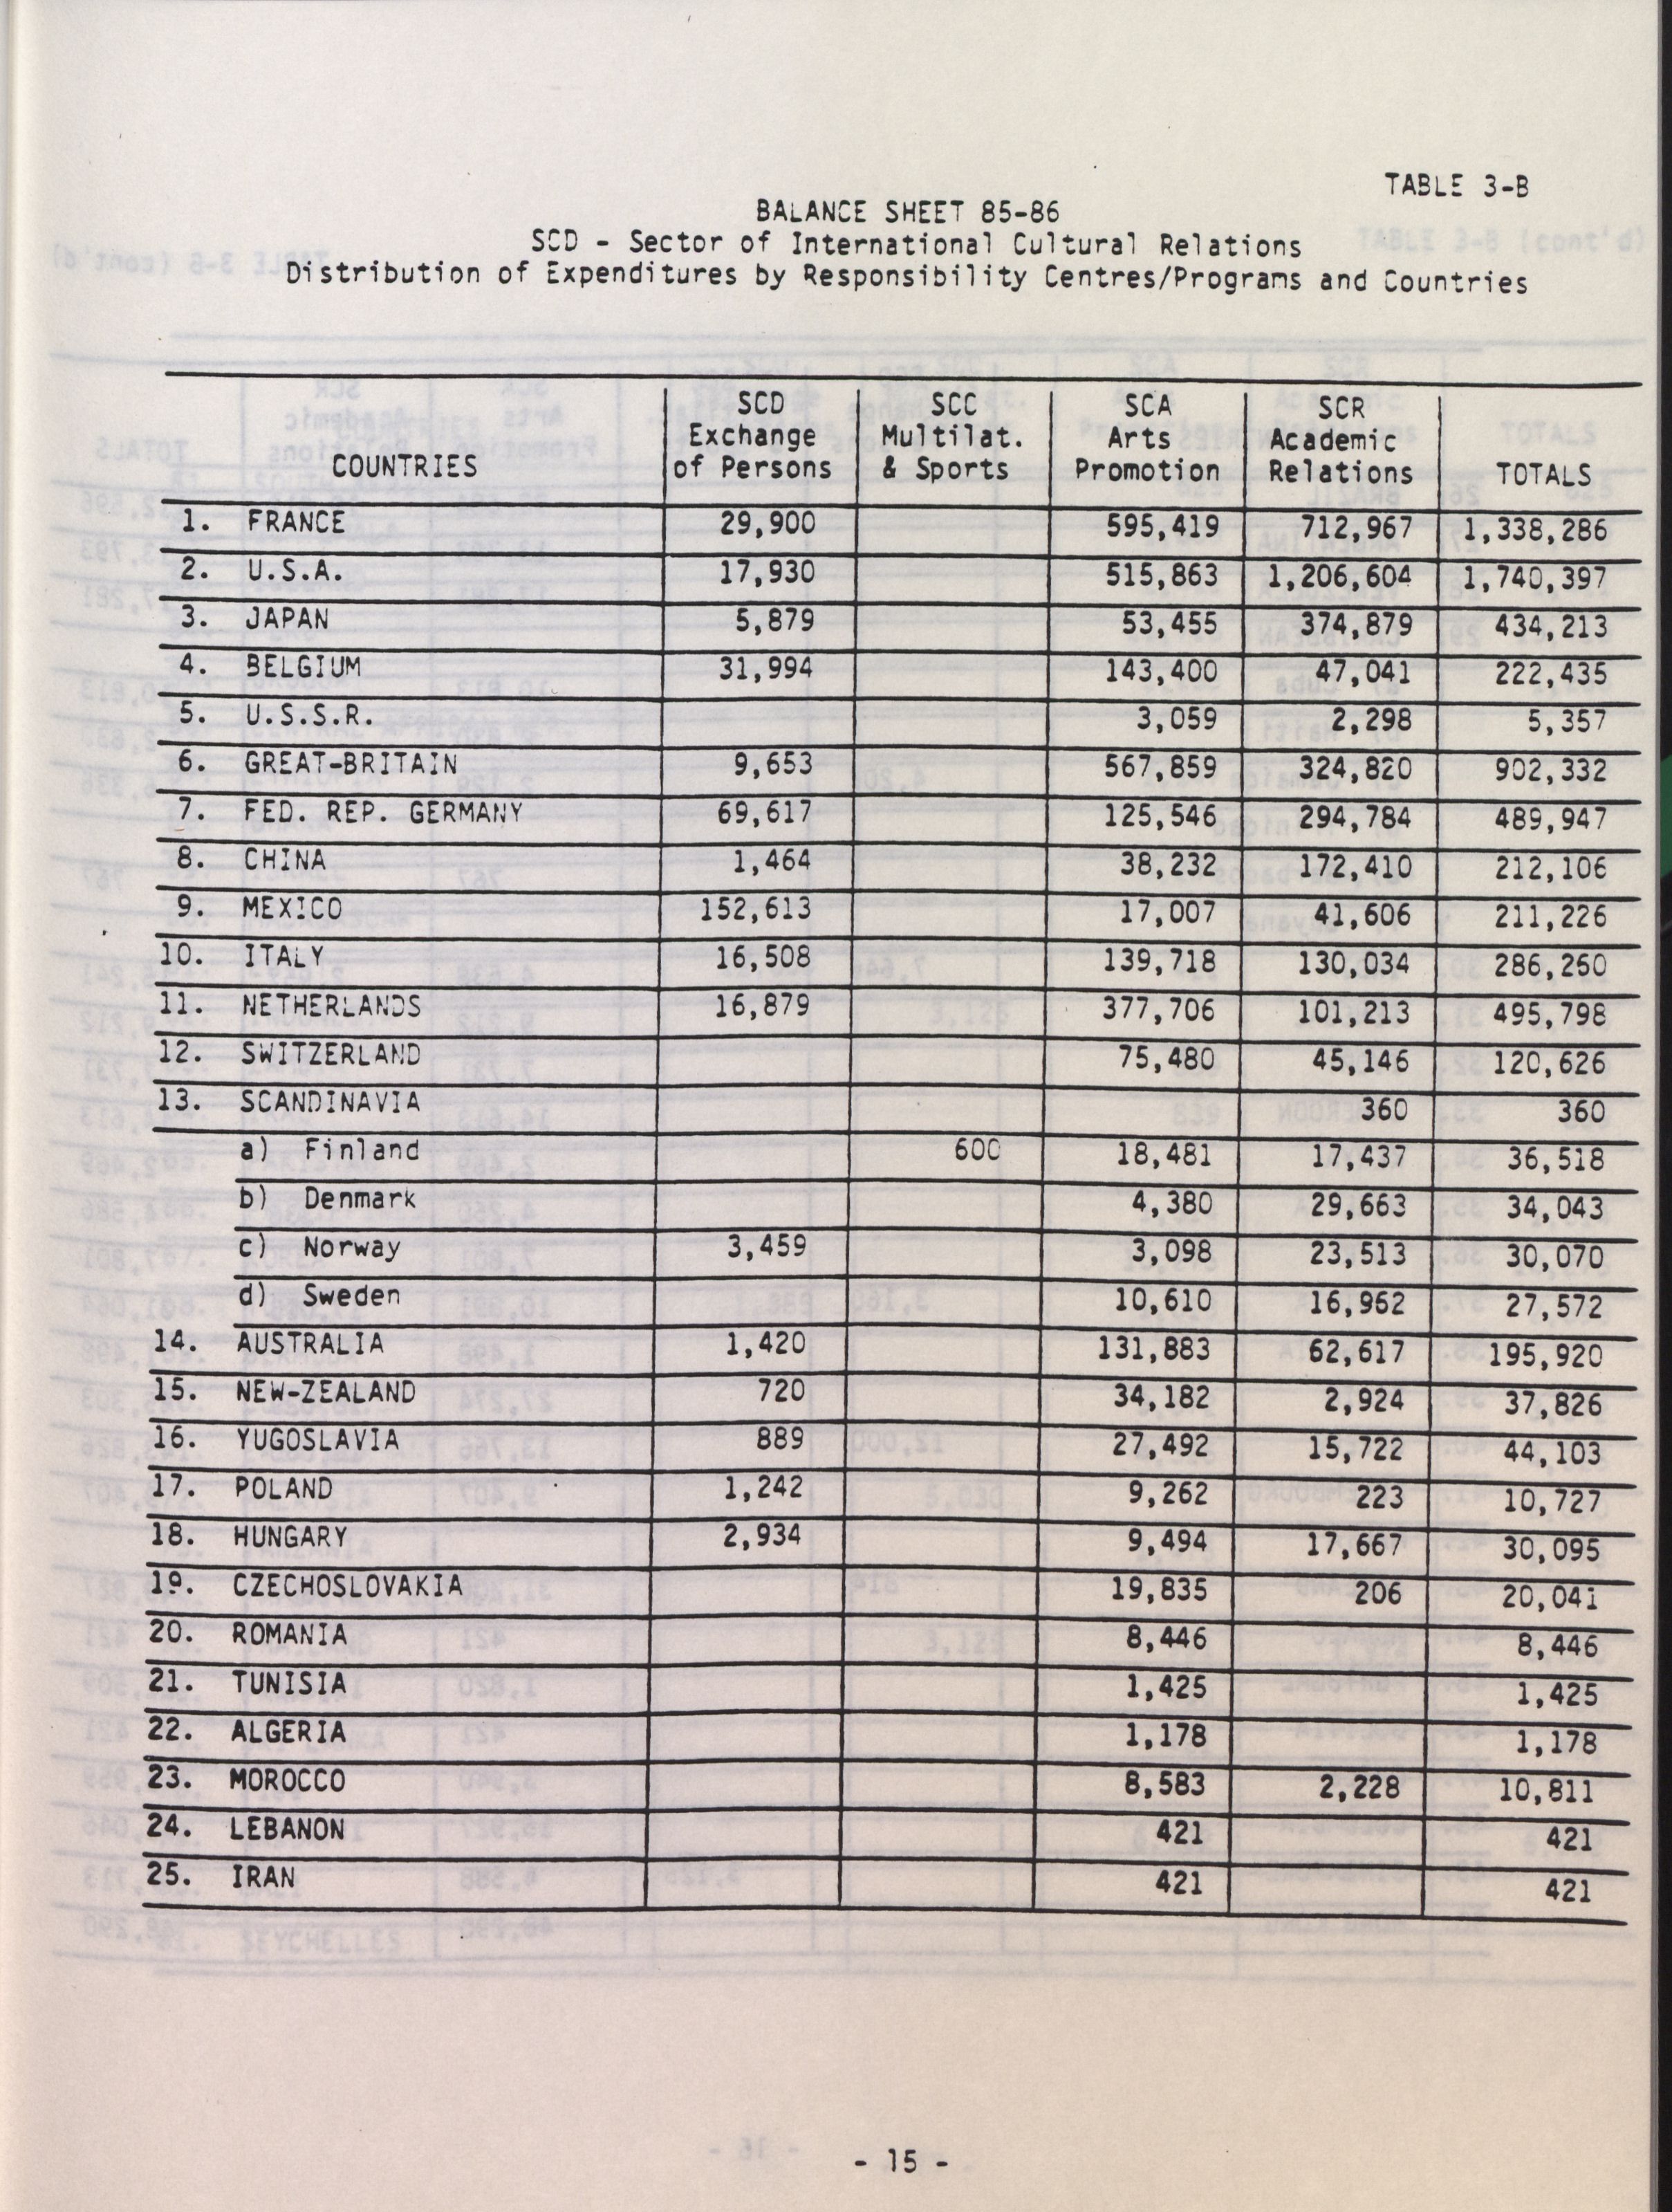 TABLE 3-B
BALANCE SHEET 85-86
SCD - Sector of International Cultural Relations
Distribution of Expenditures by Responsibility Centres/Programs and Countries
COUNTRIES SCD Exchange of Persons SCC Multilat. & Sports SCA Arts Promotion SCR Academic Relations TOTALS
1. FRANCE 29,900 595,419 712,967 1,338,286
2. U.S.A. 17,930 515,863 1,206,604 1,740,397
3. JAPAN 5,879 53,455 374,879 434,213
4. BELGIUM 31,994 143,400 47,041 222,435
5. U.S.S.R. 3,059 2,298 5,357
6. GREAT-BRITAIN 9,653 567,859 324,820 902,332
7. FED. REP. GERMANY 69,617 125,546 294,784 489,947
8. CHINA 1,464 38,232 172,410 212,106
9. MEXICO 152,613 17,007 41,606 211,226
10. ITALY 16,508 139,718 130,034 286,260
11. NETHERLANDS 16,879 377,706 101,213 495,798
12. SWITZERLAND 75,480 45,146 120,626
13. SCANDINAVIA 360 360
a) Finland 600 18,481 17,437 36,518
b) Denmark 4,380 29,663 34,043
c) Norway 3,459 3,098 23,513 30,070
d) Sweden 10,610 16,962 27,572
14. AUSTRALIA 1,420 131,883 62,617 195,920
15. NEW-ZEALAND 720 34,182 2,924 37,826
16. YUGOSLAVIA 889 27,492 15,722 44,103
17. POLAND 1,242 9,262 223 10,727
18. HUNGARY 2,934 9,494 17,667 30,095
19. CZECHOSLOVAKIA 19,835 206 20,041
20. ROMANIA 8,446 8,446
21. TUNISIA 1,425 1,425
22. ALGERIA 1,178 1,178
23. MOROCCO 8,583 2,228 10,811
24. LEBANON 421 421
25. IRAN 421 421
- 15 -